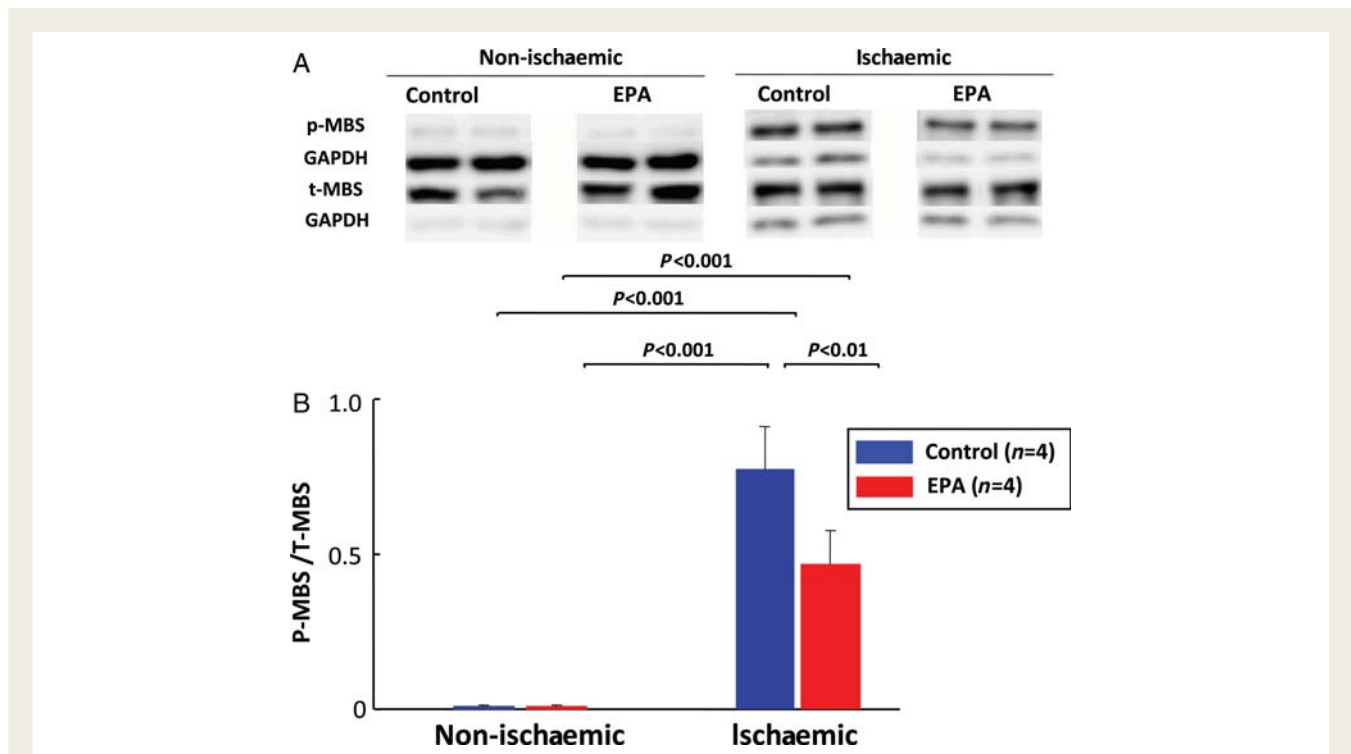 A
Non-ischaemic
Ischaemic
Control
EPA
Control
EPA
p-MBS
GAPDH
t-MBS
GAPDH
P<0.001
P<0.001
P<0.001
P<0.01
B
1.0
0.5
0
P-MBS /T-MBS
Control (n=4)
EPA (n=4)
Non-ischaemic
Ischaemic